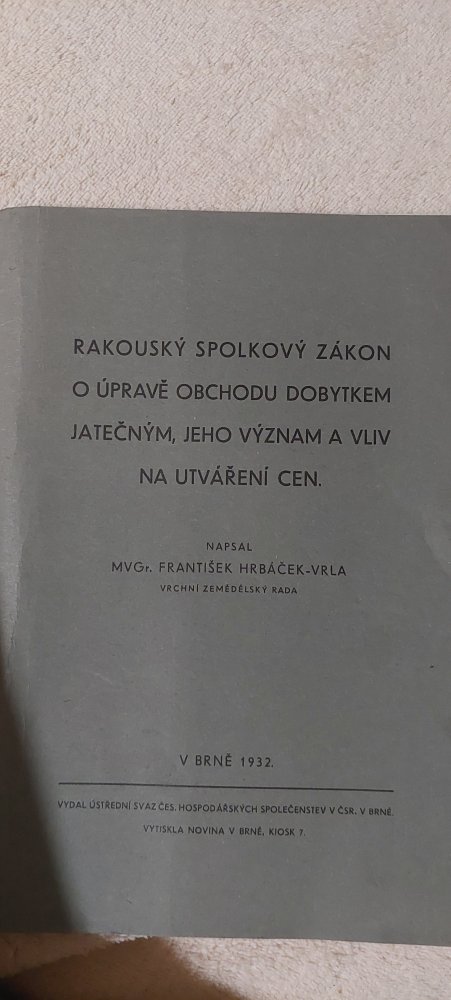 RAKOUSKÝ SPOLKOVÝ ZÁKON
O ÚPRAVĚ OBCHODU DOBYTKEM
JATEČNÝM, JEHO VÝZNAM A VLIV
NA UTVÁŘENÍ CEN.
NAPSAL
MVGr. FRANTIŠEK HRBÁČEK-VRLA
VRCHNÍ ZEMĚDĚLSKÝ RADA
V BRNĚ 1932.
VYDAL ÚSTŘEDNÍ SVAZ ČES. HOSPODÁŘSKÝCH SPOLEČENSTEV V ČSR. V BRNĚ.
VYTISKLA NOVINA V BRNĚ, KIOSK 7.